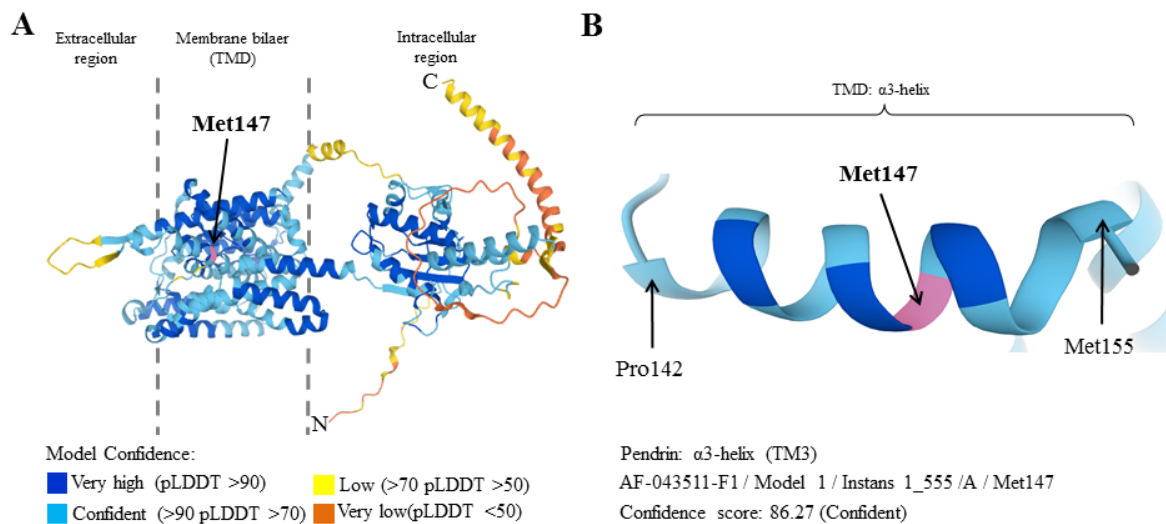 A
Extracellular
region
Membrane bilaer
(TMD)
Intracellular
region
C
Met147
N
Model Confidence:
Very high (pLDDT >90)
Low (>70 pLDDT >50)
Confident (>90 pLDDT >70)
Very low(pLDDT <50)
B
TMD: α3-helix
Met147
Pro142
Met155
Pendrin: α3-helix (TM3)
AF-043511-F1 / Model 1 / Instans 1_555 /A / Met147
Confidence score: 86.27 (Confident)